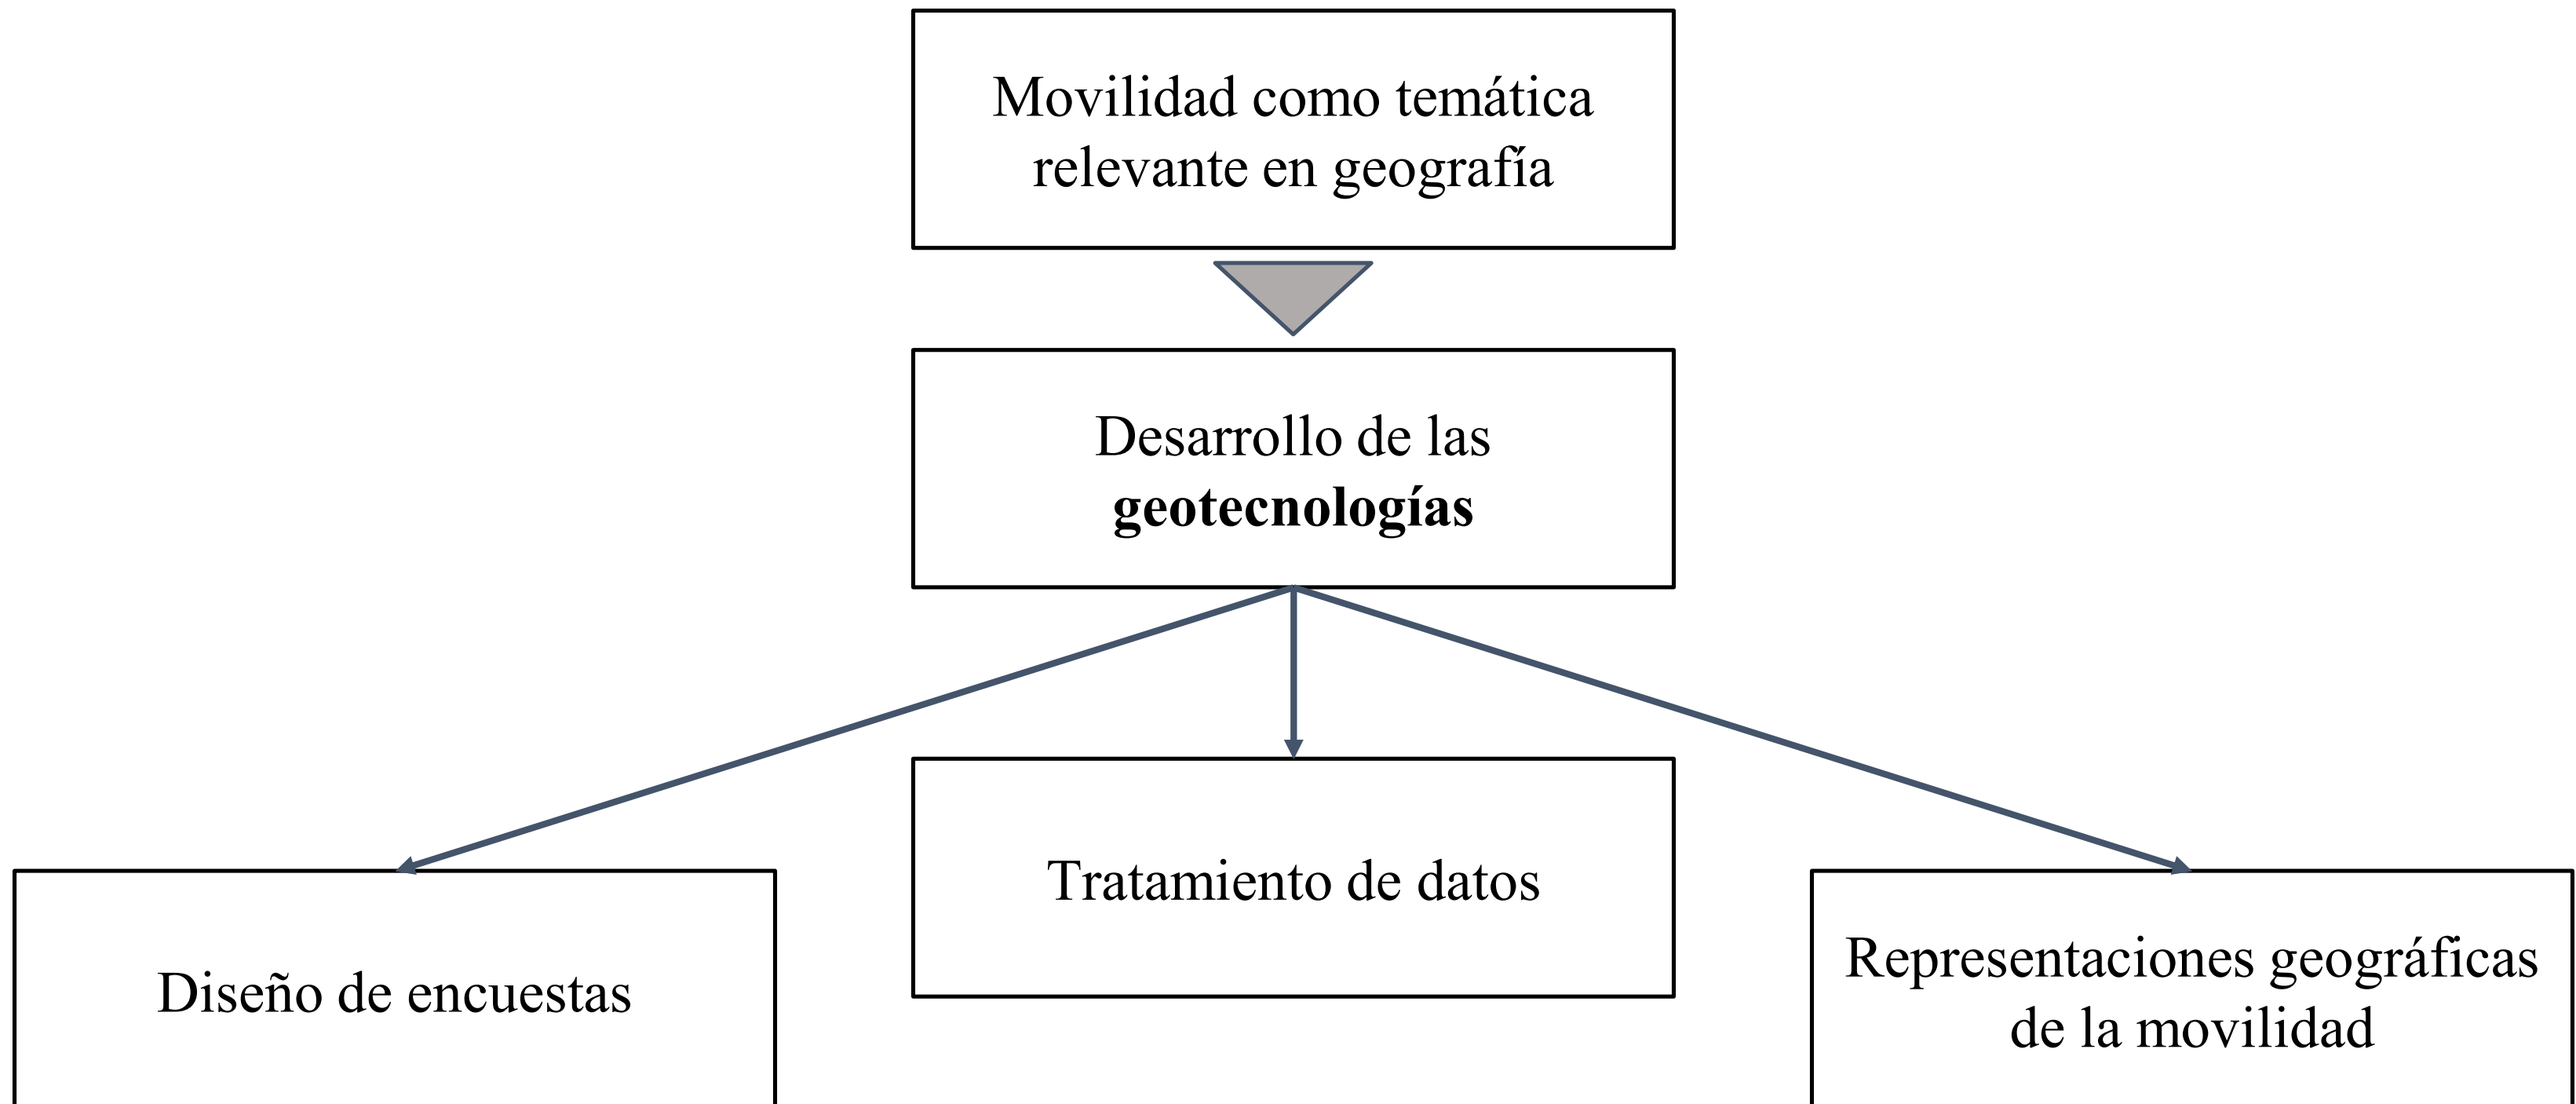 Movilidad como temática
relevante en geografía
Desarrollo de las
geotecnologías
Diseño de encuestas
Tratamiento de datos
Representaciones geográficas
de la movilidad